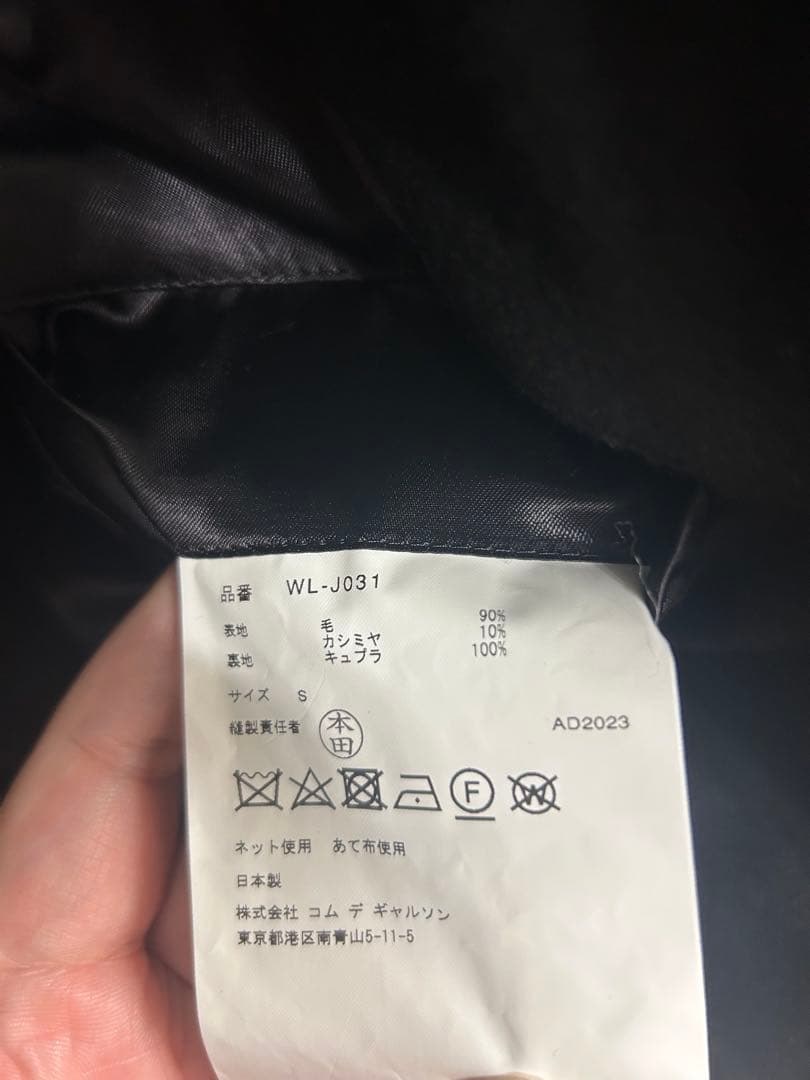 品番 WL-J031
表地 毛 90%
カシミヤ 10%
裏地 キュプラ 100%
サイズ S
縫製責任者 本田 AD2023
F W
ネット使用 あて布使用
日本製
株式会社 コム デ ギャルソン
東京都港区南青山5-11-5